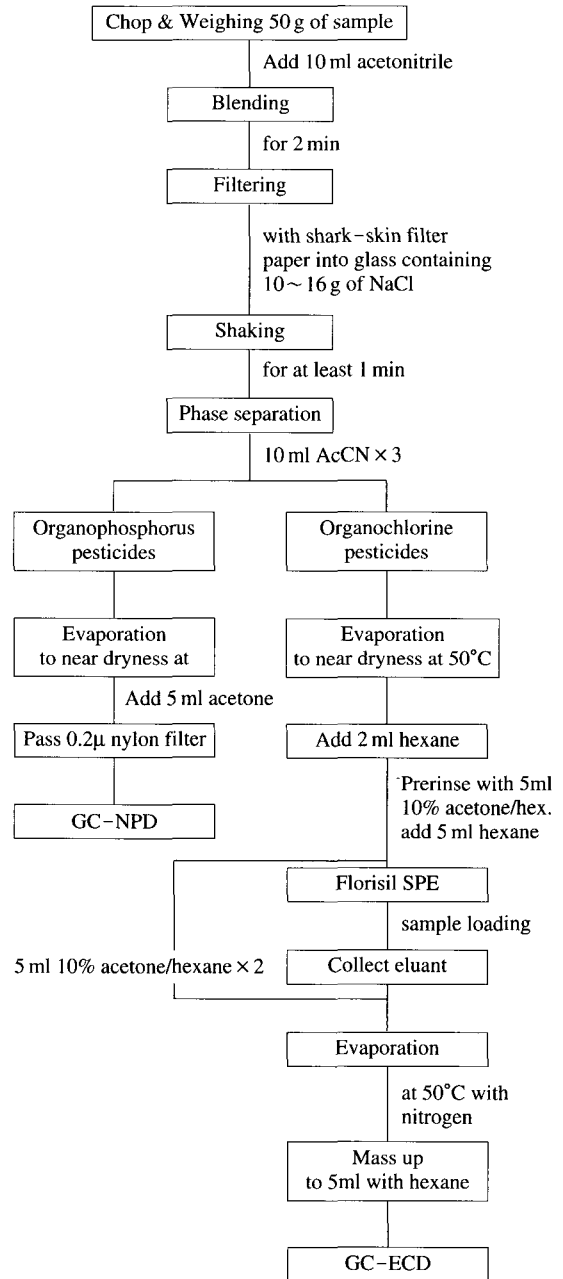 Chop & Weighing 50 g of sample
Add 10 ml acetonitrile
Blending
for 2 min
Filtering
with shark-skin filter
paper into glass containing
10~16 g of NaCl
Shaking
for at least 1 min
Phase separation
10 ml AcCN × 3
Organophosphorus
pesticides
Evaporation
to near dryness at
Add 5 ml acetone
Pass 0.2µ nylon filter
GC-NPD
Organochlorine
pesticides
Evaporation
to near dryness at 50°C
Add 2 ml hexane
Prerinse with 5ml
10% acetone/hex.
add 5 ml hexane
Florisil SPE
sample loading
5 ml 10% acetone/hexane × 2
Collect eluant
Evaporation
at 50°C with
nitrogen
Mass up
to 5ml with hexane
GC-ECD